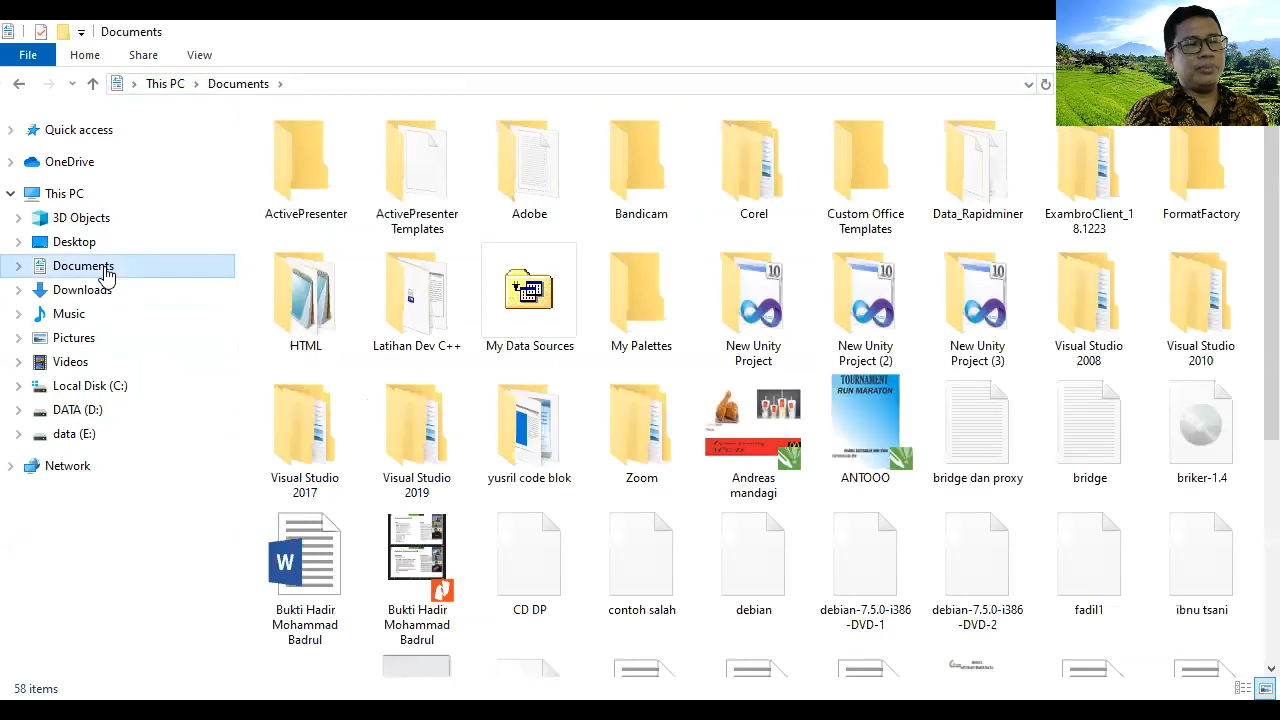 Documents
File
Home
Share
View
This PC
Documents
Quick access
OneDrive
This PC
3D Objects
Desktop
Documents
Downloads
Music
Pictures
Videos
Local Disk (C:)
DATA (D:)
data (E:)
Network
ActivePresenter
ActivePresenter
Templates
Adobe
Bandicam
Corel
Custom Office
Templates
Data_Rapidminer
ExambroClient_1
8.1223
FormatFactory
HTML
Latihan Dev C++
My Data Sources
My Palettes
10
New Unity
Project
10
New Unity
Project (2)
10
New Unity
Project (3)
Visual Studio
2008
Visual Studio
2010
Visual Studio
2017
Visual Studio
2019
yusril code blok
Zoom
Andreas
mandagi
TOURNAMENT
RUN MARATON
ANTOOO
bridge dan proxy
bridge
briker-1.4
W
Bukti Hadir
Mohammad
Badrul
Bukti Hadir
Mohammad
Badrul
CD DP
contoh salah
debian
debian-7.5.0-i386
-DVD-1
debian-7.5.0-i386
-DVD-2
fadil1
ibnu tsani
58 items